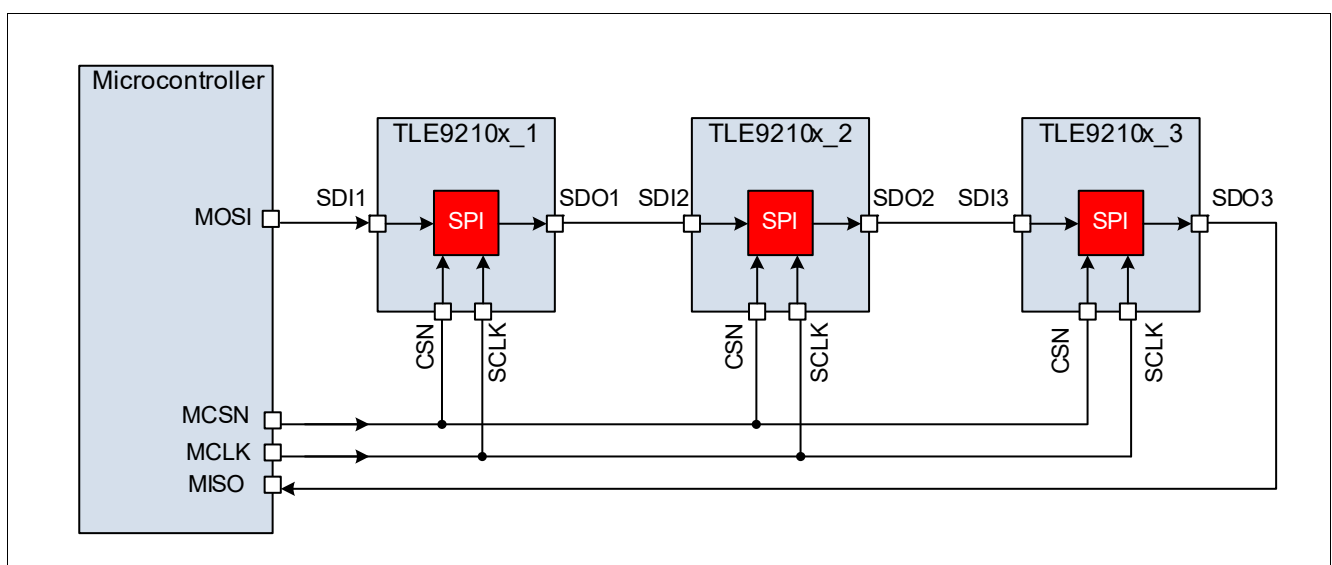 Microcontroller
TLE9210x_1
TLE9210x_2
TLE9210x_3
MOSI
SDI1
SPI
SDO1
SDI2
SPI
SDO2
SDI3
SPI
SDO3
CSN
SCLK
CSN
SCLK
CSN
SCLK
MCSN
MCLK
MISO